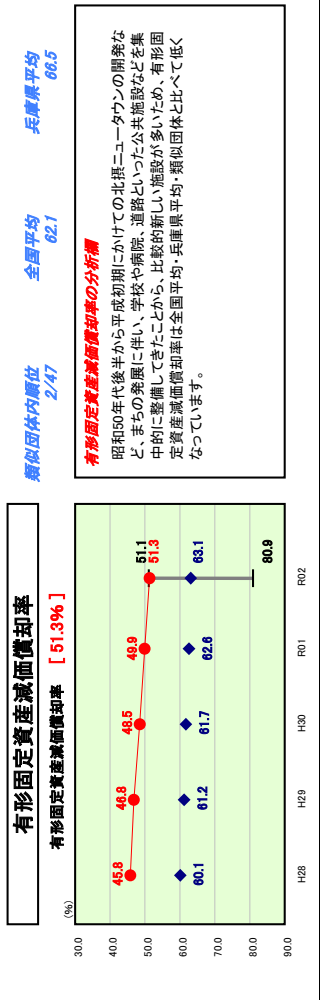 有形固定資産減価償却率
有形固定資産減価償却率 [ 51.3% ]
(%)
30.0
40.0
50.0
60.0
70.0
80.0
90.0
45.8
46.8
48.5
49.9
51.1
51.3
60.1
61.2
61.7
62.6
63.1
80.9
H28
H29
H30
R01
R02
類似団体内順位
2/47
全国平均
62.1
兵庫県平均
66.5
有形固定資産減価償却率の分析欄
昭和50年代後半から平成初期にかけての北摂ニュータウンの開発な
ど、まちの発展に伴い、学校や病院、道路といった公共施設などを集
中的に整備してきたことから、比較的新しい施設が多いため、有形固
定資産減価償却率は全国平均・兵庫県平均・類似団体と比べて低く
なっています。